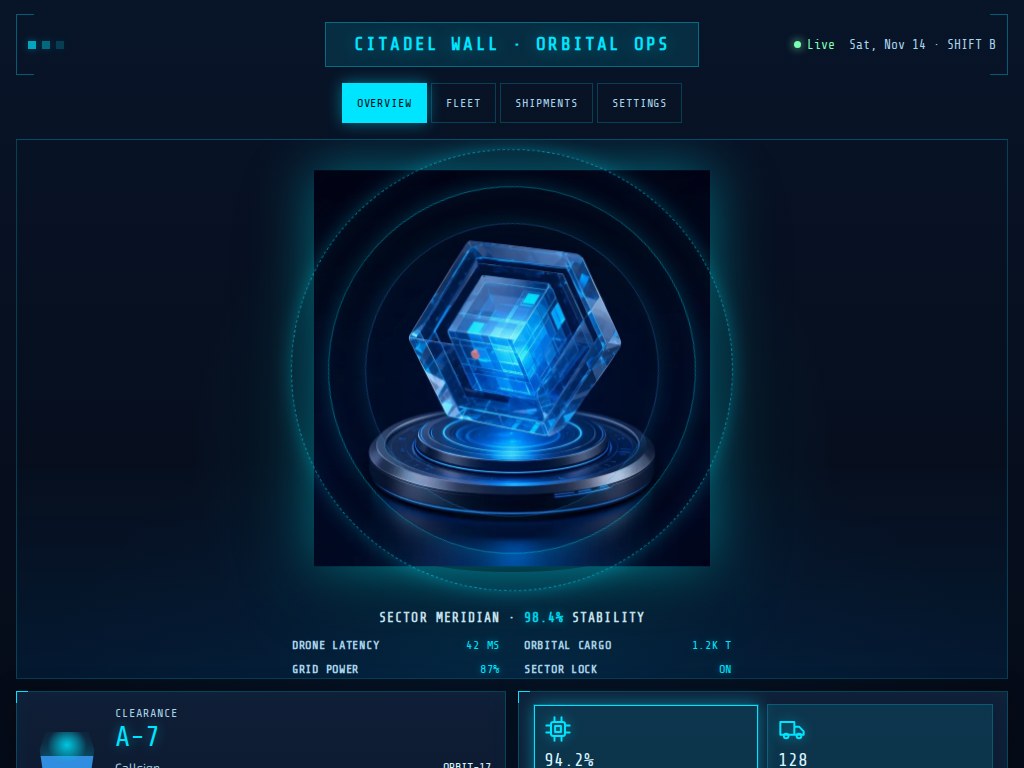 CITADEL WALL · ORBITAL OPS
Live Sat, Nov 14 · SHIFT B
OVERVIEW FLEET SHIPMENTS SETTINGS
SECTOR MERIDIAN · 98.4% STABILITY
DRONE LATENCY 42 MS ORBITAL CARGO 1.2K T
GRID POWER 87% SECTOR LOCK ON
CLEARANCE
A-7
Callsign ORBIT-17
94.2%
128